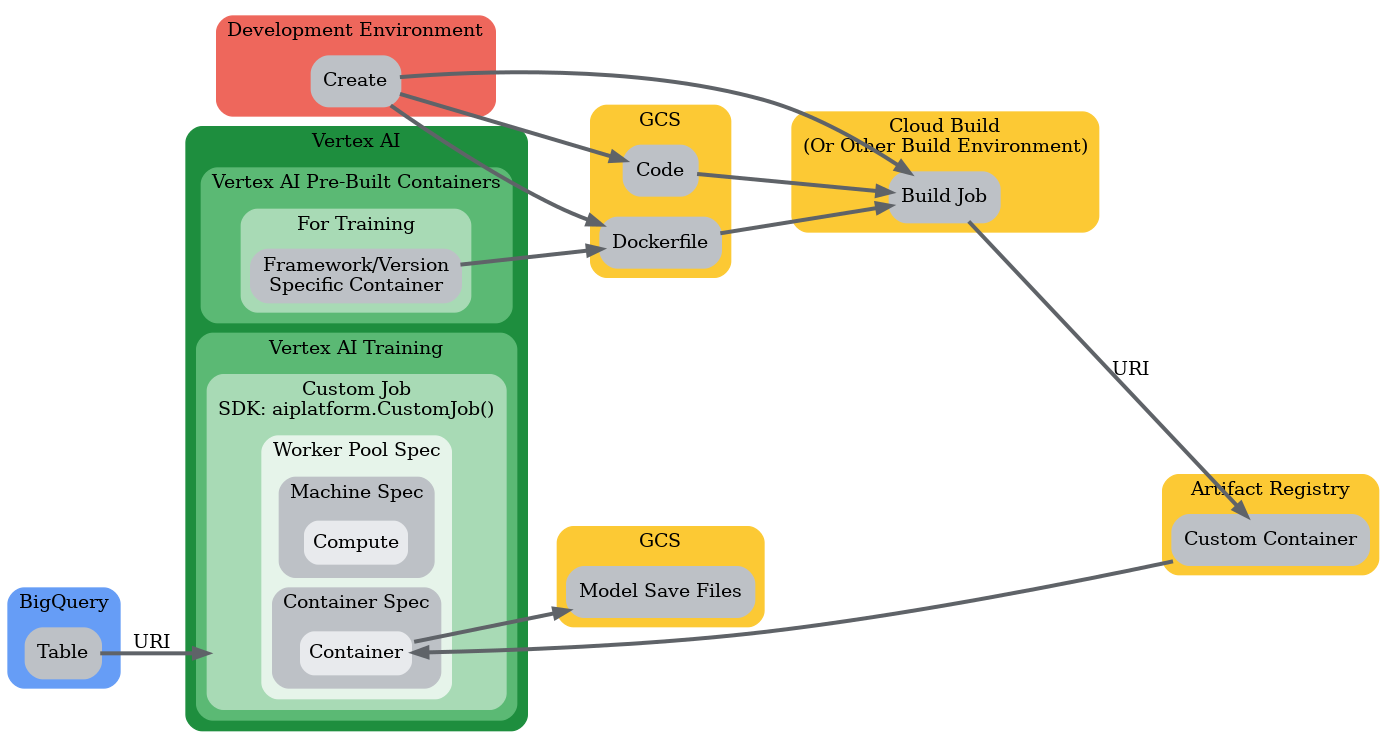 Development Environment
Create
Vertex AI
Vertex AI Pre-Built Containers
For Training
Framework/Version
Specific Container
GCS
Code
Dockerfile
Cloud Build
(Or Other Build Environment)
Build Job
URI
Vertex AI Training
Custom Job
SDK: aiplatform.CustomJob()
Worker Pool Spec
Machine Spec
Compute
Container Spec
Container
GCS
Model Save Files
Artifact Registry
Custom Container
BigQuery
Table
URI